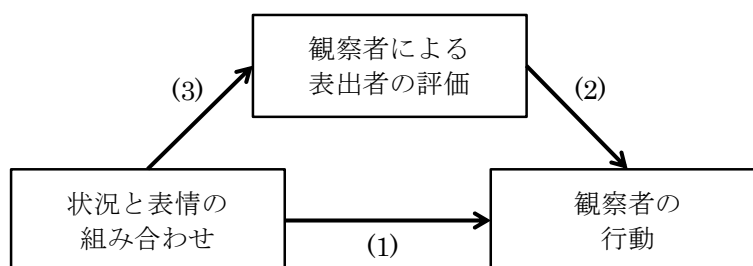 観察者による
表出者の評価
(3)
(2)
状況と表情の
組み合わせ
(1)
観察者の
行動